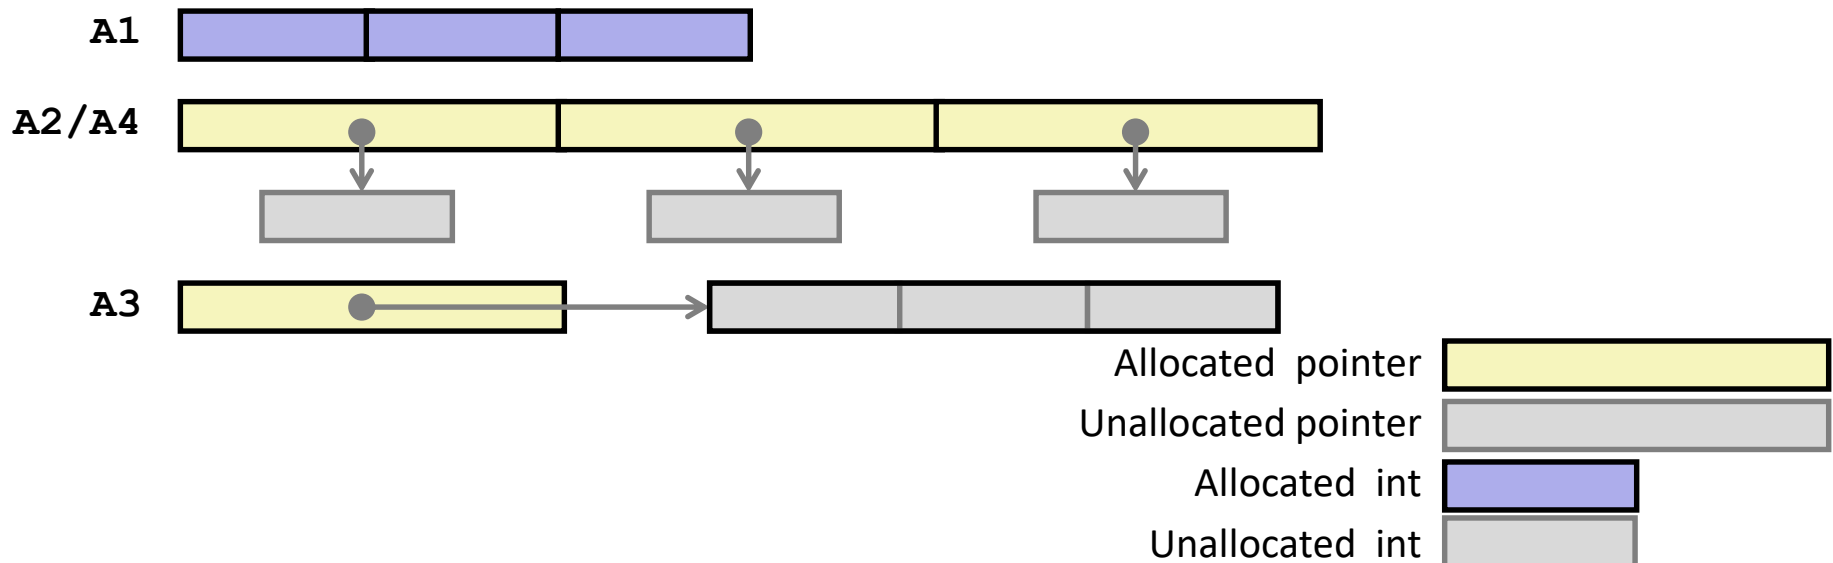 A1
A2/A4
A3
Allocated pointer
Unallocated pointer
Allocated int
Unallocated int